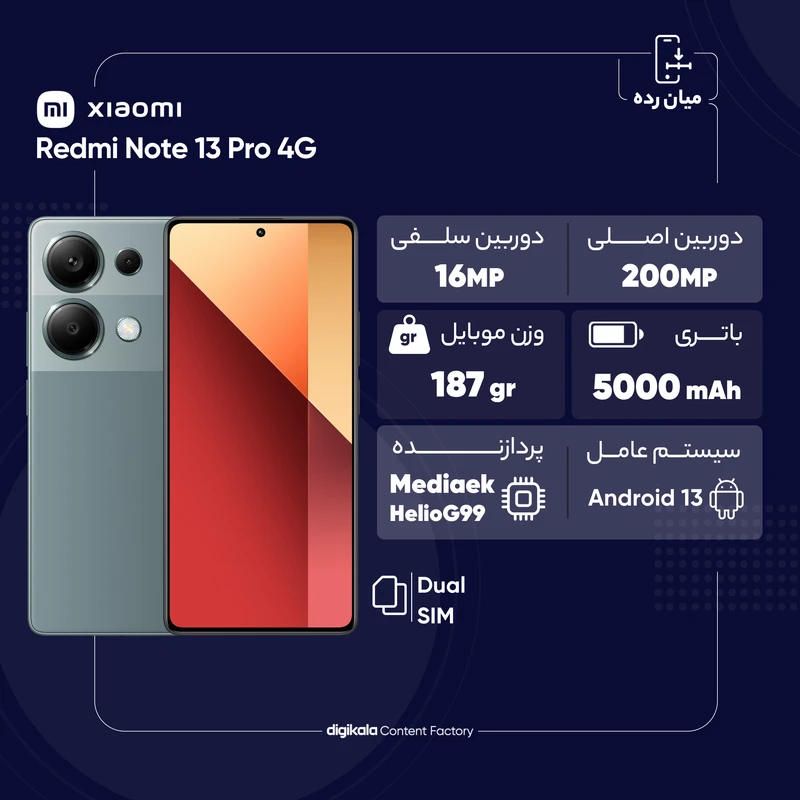 میان رده
xiaomi
Redmi Note 13 Pro 4G
دوربین اصلی
200MP
دوربین سلفی
16MP
باتری
5000 mAh
وزن موبایل
gr
187 gr
سیستم عامل
Android 13
پردازنده
Mediaek
HelioG99
Dual
SIM
digikala Content Factory